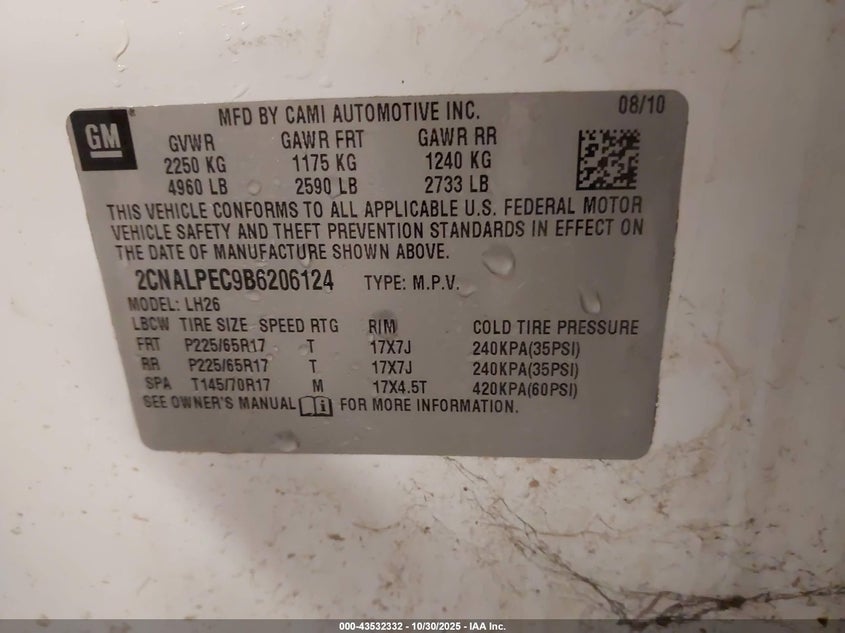 GM
®
MFD BY CAMI AUTOMOTIVE INC. 08/10
GVWR GAWR FRT GAWR RR
2250 KG 1175 KG 1240 KG
4960 LB 2590 LB 2733 LB
THIS VEHICLE CONFORMS TO ALL APPLICABLE U.S. FEDERAL MOTOR
VEHICLE SAFETY AND THEFT PREVENTION STANDARDS IN EFFECT ON
THE DATE OF MANUFACTURE SHOWN ABOVE.
2CNALPEC9B6206124 TYPE: M.P.V.
MODEL: LH26
LBCW TIRE SIZE SPEED RTG RIM COLD TIRE PRESSURE
FRT P225/65R17 T 17X7J 240KPA(35PSI)
RR P225/65R17 T 17X7J 240KPA(35PSI)
SPA T145/70R17 M 17X4.5T 420KPA(60PSI)
SEE OWNER'S MANUAL FOR MORE INFORMATION.
000-43532332 - 10/30/2025 - IAA Inc.